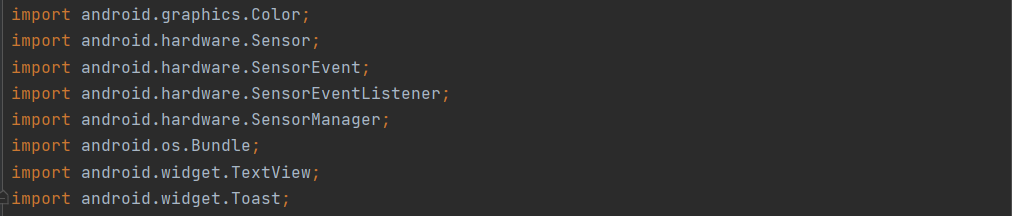 import android.graphics.Color;
import android.hardware.Sensor;
import android.hardware.SensorEvent;
import android.hardware.SensorEventListener;
import android.hardware.SensorManager;
import android.os.Bundle;
import android.widget.TextView;
import android.widget.Toast;